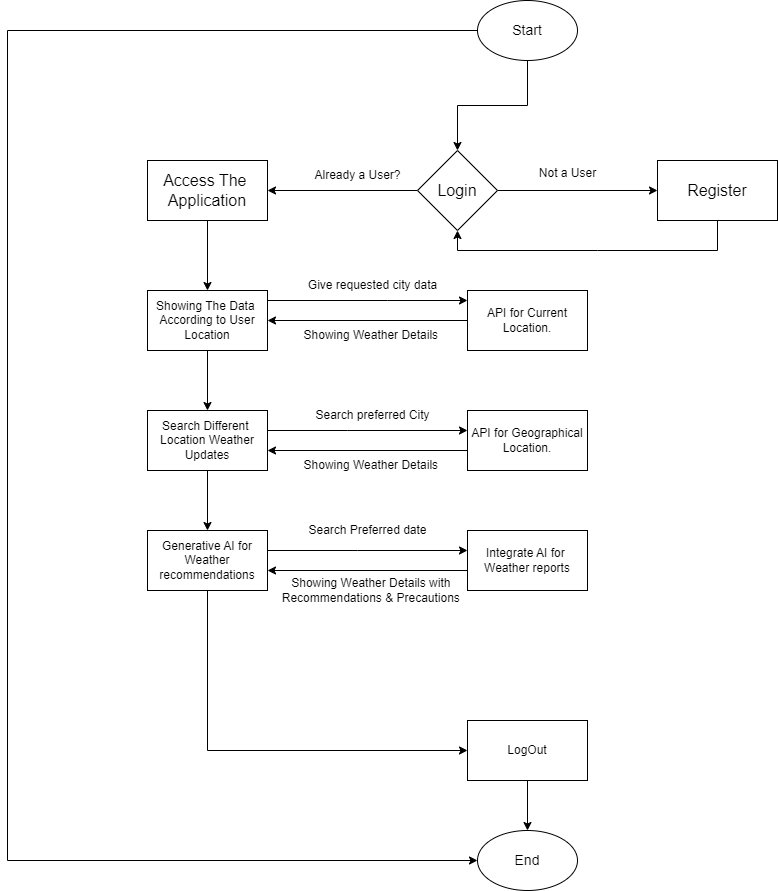 Start
Already a User?
Not a User
Access The
Application
Login
Register
Give requested city data
Showing The Data
According to User
Location
API for Current
Location.
Showing Weather Details
Search preferred City
Search Different
Location Weather
Updates
API for Geographical
Location.
Showing Weather Details
Search Preferred date
Generative AI for
Weather
recommendations
Integrate AI for
Weather reports
Showing Weather Details with
Recommendations & Precautions
LogOut
End